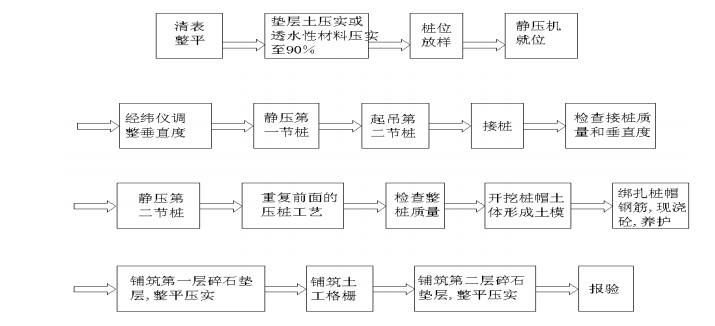 清表
整平
垫层土压实或
透水性材料压实
至90%
桩位
放样
静压机
就位
经纬仪调
整垂直度
静压第
一节桩
起吊第
二节桩
接桩
检查接桩质
量和垂直度
静压第
二节桩
重复前面的
压桩工艺
检查整
桩质量
开挖桩帽土
体形成土模
绑扎桩帽
钢筋,现浇
砼,养护
铺筑第一层碎石垫
层,整平压实
铺筑土
工格栅
铺筑第二层碎石
垫层,整平压实
报验